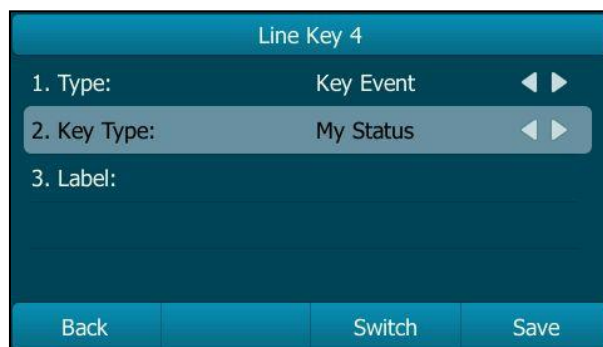 Line Key 4
1. Type: Key Event
2. Key Type: My Status
3. Label:
Back Switch Save